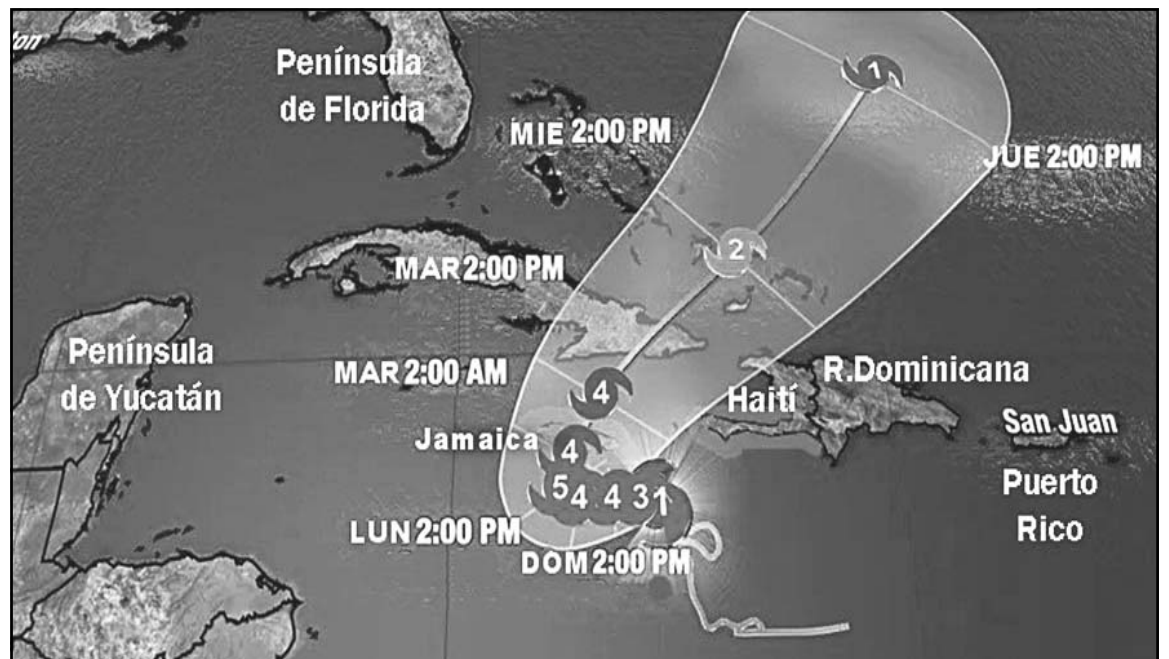 ton
Península
de Florida
1
MIE 2:00 PM
JUE 2:00 PM
2
MAR 2:00 PM
Península
de Yucatán
MAR 2:00 AM
4
R.Dominicana
Haití
San Juan
Jamaica
4
Puerto
Rico
5
4
4
3
1
LUN 2:00 PM
DOM 2:00 PM